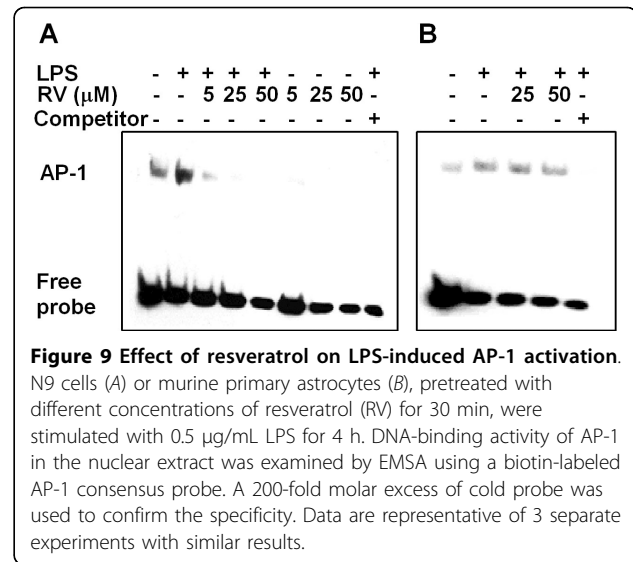 A B
LPS - + + + + - - - + - + + + +
RV (μM) - - 5 25 50 5 25 50 - - - 25 50 -
Competitor - - - - - - - - + - - - - +
AP-1
Free
probe
Figure 9 Effect of resveratrol on LPS-induced AP-1 activation.
N9 cells (A) or murine primary astrocytes (B), pretreated with
different concentrations of resveratrol (RV) for 30 min, were
stimulated with 0.5 μg/mL LPS for 4 h. DNA-binding activity of AP-1
in the nuclear extract was examined by EMSA using a biotin-labeled
AP-1 consensus probe. A 200-fold molar excess of cold probe was
used to confirm the specificity. Data are representative of 3 separate
experiments with similar results.